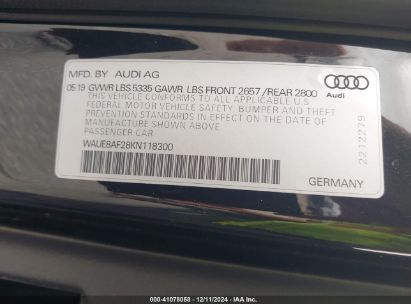 MFD. BY AUDI AG
05 19 GVWR LBS 5335 GAWR LBS FRONT 2657 /REAR 2800
THIS VEHICLE CONFORMS TO ALL APPLICABLE U.S.
FEDERAL MOTOR VEHICLE SAFETY, BUMPER AND THEFT
PREVENTION STANDARDS IN EFFECT ON THE DATE OF
MANUFACTURE SHOWN ABOVE
PASSENGER CAR
WAUE8AF28KN118300
Audi
2212279
GERMANY
000-41078058 - 12/11/2024 - IAAI.COM